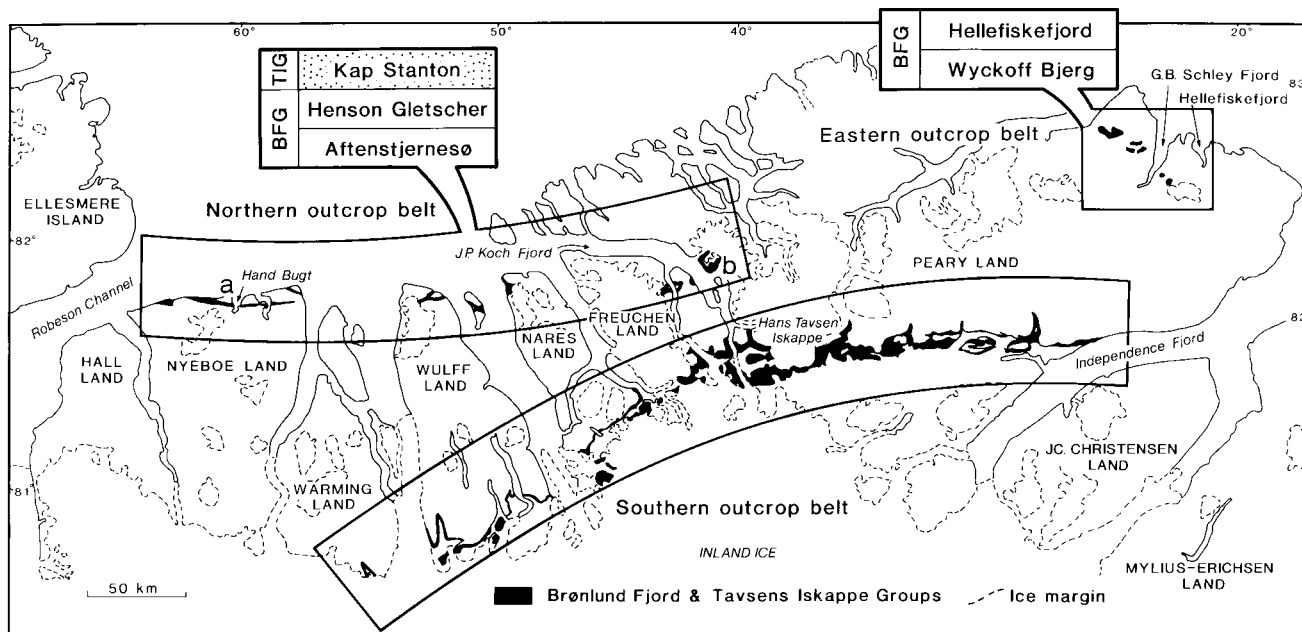 60°
50°
40°
20°
TIG
Kap Stanton
BFG
Henson Gletscher
Aftenstjernesø
BFG
Hellefiskefjord
Wyckoff Bjerg
G.B. Schley Fjord
Hellefiskefjord
83
Eastern outcrop belt
ELLESMERE
ISLAND
Northern outcrop belt
82°
J.P. Koch Fjord
b
PEARY LAND
a
Hand Bugt
Robeson Channel
FREUCHEN
LAND
Hans Tavsen
Iskappe
82
NARES
LAND
HALL
LAND
NYEBOE LAND
WULFF
LAND
Independence Fjord
81°
WARMING
LAND
J.C. CHRISTENSEN
LAND
Southern outcrop belt
INLAND ICE
MYLIUS-ERICHSEN
LAND
50 km
Brønlund Fjord & Tavsens Iskappe Groups
Ice margin